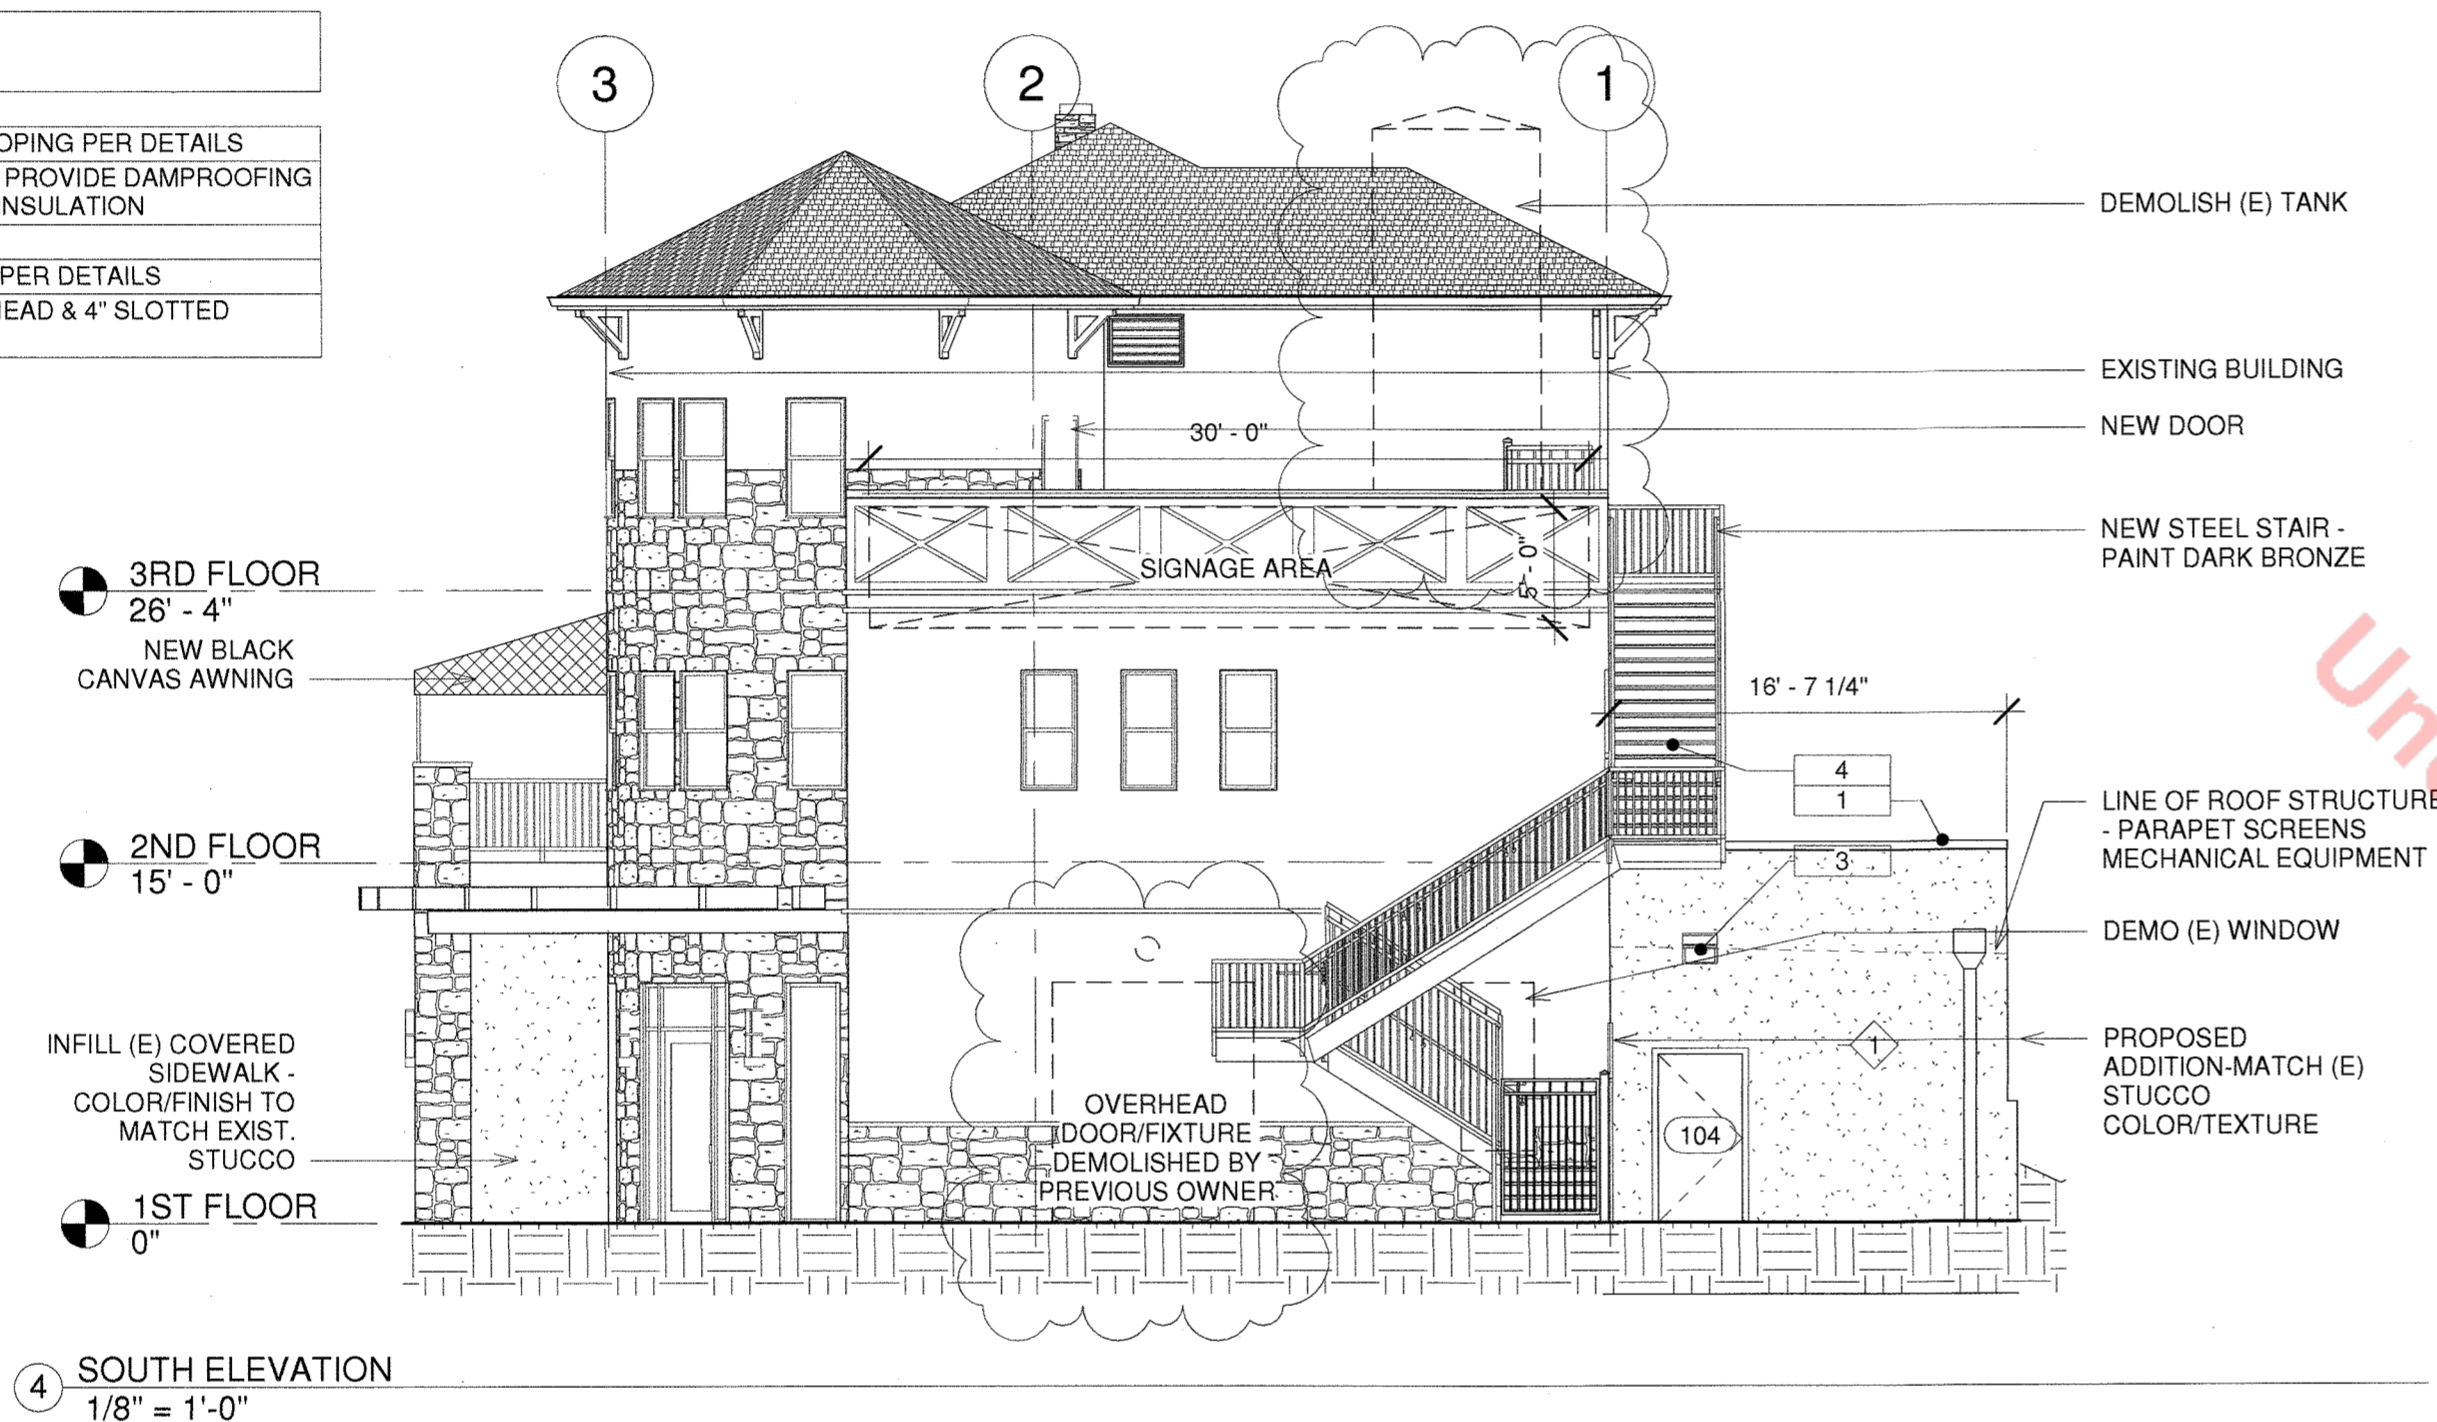 OPING PER DETAILS
PROVIDE DAMPROOFING
INSULATION
PER DETAILS
HEAD & 4" SLOTTED
3
2
1
DEMOLISH (E) TANK
EXISTING BUILDING
NEW DOOR
30' - 0"
NEW STEEL STAIR -
PAINT DARK BRONZE
SIGNAGE AREA
5' - 0"
3RD FLOOR
26' - 4"
NEW BLACK
CANVAS AWNING
16' - 7 1/4"
4
1
3
LINE OF ROOF STRUCTURE
- PARAPET SCREENS
MECHANICAL EQUIPMENT
2ND FLOOR
15' - 0"
DEMO (E) WINDOW
INFILL (E) COVERED
SIDEWALK -
COLOR/FINISH TO
MATCH EXIST.
STUCCO
OVERHEAD
DOOR/FIXTURE
DEMOLISHED BY
PREVIOUS OWNER
1
104
PROPOSED
ADDITION-MATCH (E)
STUCCO
COLOR/TEXTURE
1ST FLOOR
0"
4
SOUTH ELEVATION
1/8" = 1'-0"